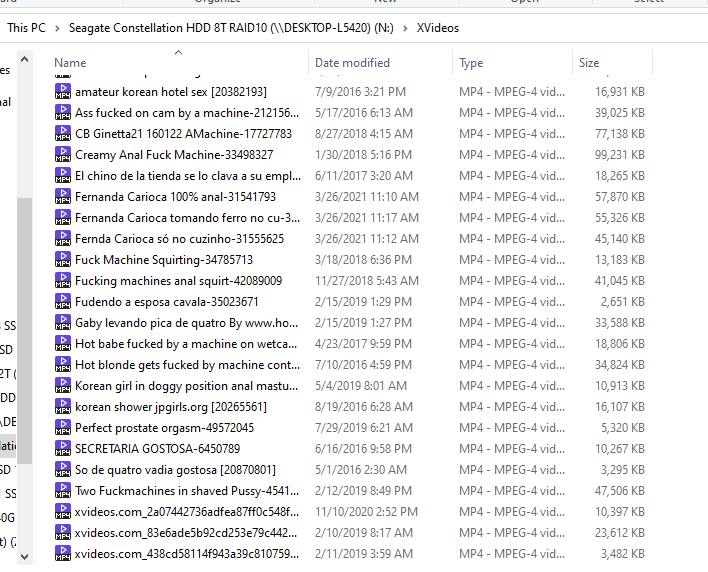 This PC > Seagate Constellation HDD 8T RAID10 (\\DESKTOP-L5420) (N:) > XVideos
Name Date modified Type Size
amateur korean hotel sex [20382193] 7/9/2016 3:21 PM MP4 - MPEG-4 vid... 16,931 KB
Ass fucked on cam by a machine-212156... 5/17/2016 6:13 AM MP4 - MPEG-4 vid... 39,025 KB
CB Ginetta21 160122 AMachine-17727783 8/27/2018 4:15 AM MP4 - MPEG-4 vid... 77,138 KB
Creamy Anal Fuck Machine-33498327 1/30/2018 5:16 PM MP4 - MPEG-4 vid... 99,231 KB
El chino de la tienda se lo clava a su empl... 6/11/2017 3:20 AM MP4 - MPEG-4 vid... 18,265 KB
Fernanda Carioca 100% anal-31541793 3/26/2021 11:10 AM MP4 - MPEG-4 vid... 57,870 KB
Fernanda Carioca tomando ferro no cu-3... 3/26/2021 11:17 AM MP4 - MPEG-4 vid... 55,326 KB
Fernda Carioca só no cuzinho-31555625 3/26/2021 11:12 AM MP4 - MPEG-4 vid... 45,140 KB
Fuck Machine Squirting-34785713 3/18/2018 6:36 PM MP4 - MPEG-4 vid... 13,183 KB
Fucking machines anal squirt-42089009 11/27/2018 5:43 AM MP4 - MPEG-4 vid... 41,045 KB
Fudendo a esposa cavala-35023671 2/15/2019 1:29 PM MP4 - MPEG-4 vid... 2,651 KB
Gaby levando pica de quatro By www.ho... 2/15/2019 1:27 PM MP4 - MPEG-4 vid... 33,588 KB
Hot babe fucked by a machine on wetca... 4/23/2017 9:59 PM MP4 - MPEG-4 vid... 18,806 KB
Hot blonde gets fucked by machine cont... 7/10/2016 4:59 PM MP4 - MPEG-4 vid... 34,824 KB
Korean girl in doggy position anal mastu... 5/4/2019 8:01 AM MP4 - MPEG-4 vid... 10,913 KB
korean shower jpgirls.org [20265561] 8/19/2016 6:28 AM MP4 - MPEG-4 vid... 16,107 KB
Perfect prostate orgasm-49572045 7/29/2019 6:21 AM MP4 - MPEG-4 vid... 5,320 KB
SECRETARIA GOSTOSA-6450789 6/16/2016 9:58 PM MP4 - MPEG-4 vid... 10,267 KB
So de quatro vadia gostosa [20870801] 5/1/2016 2:30 AM MP4 - MPEG-4 vid... 3,295 KB
Two Fuckmachines in shaved Pussy-4541... 2/12/2019 8:49 PM MP4 - MPEG-4 vid... 47,506 KB
xvideos.com_2a07442736adfea87ff0c548f... 11/10/2020 2:52 PM MP4 - MPEG-4 vid... 10,397 KB
xvideos.com_83e6ade5b92cd253e79c442... 2/10/2019 8:17 AM MP4 - MPEG-4 vid... 23,612 KB
xvideos.com_438cd58114f943a39c810759... 2/11/2019 3:59 AM MP4 - MPEG-4 vid... 3,482 KB